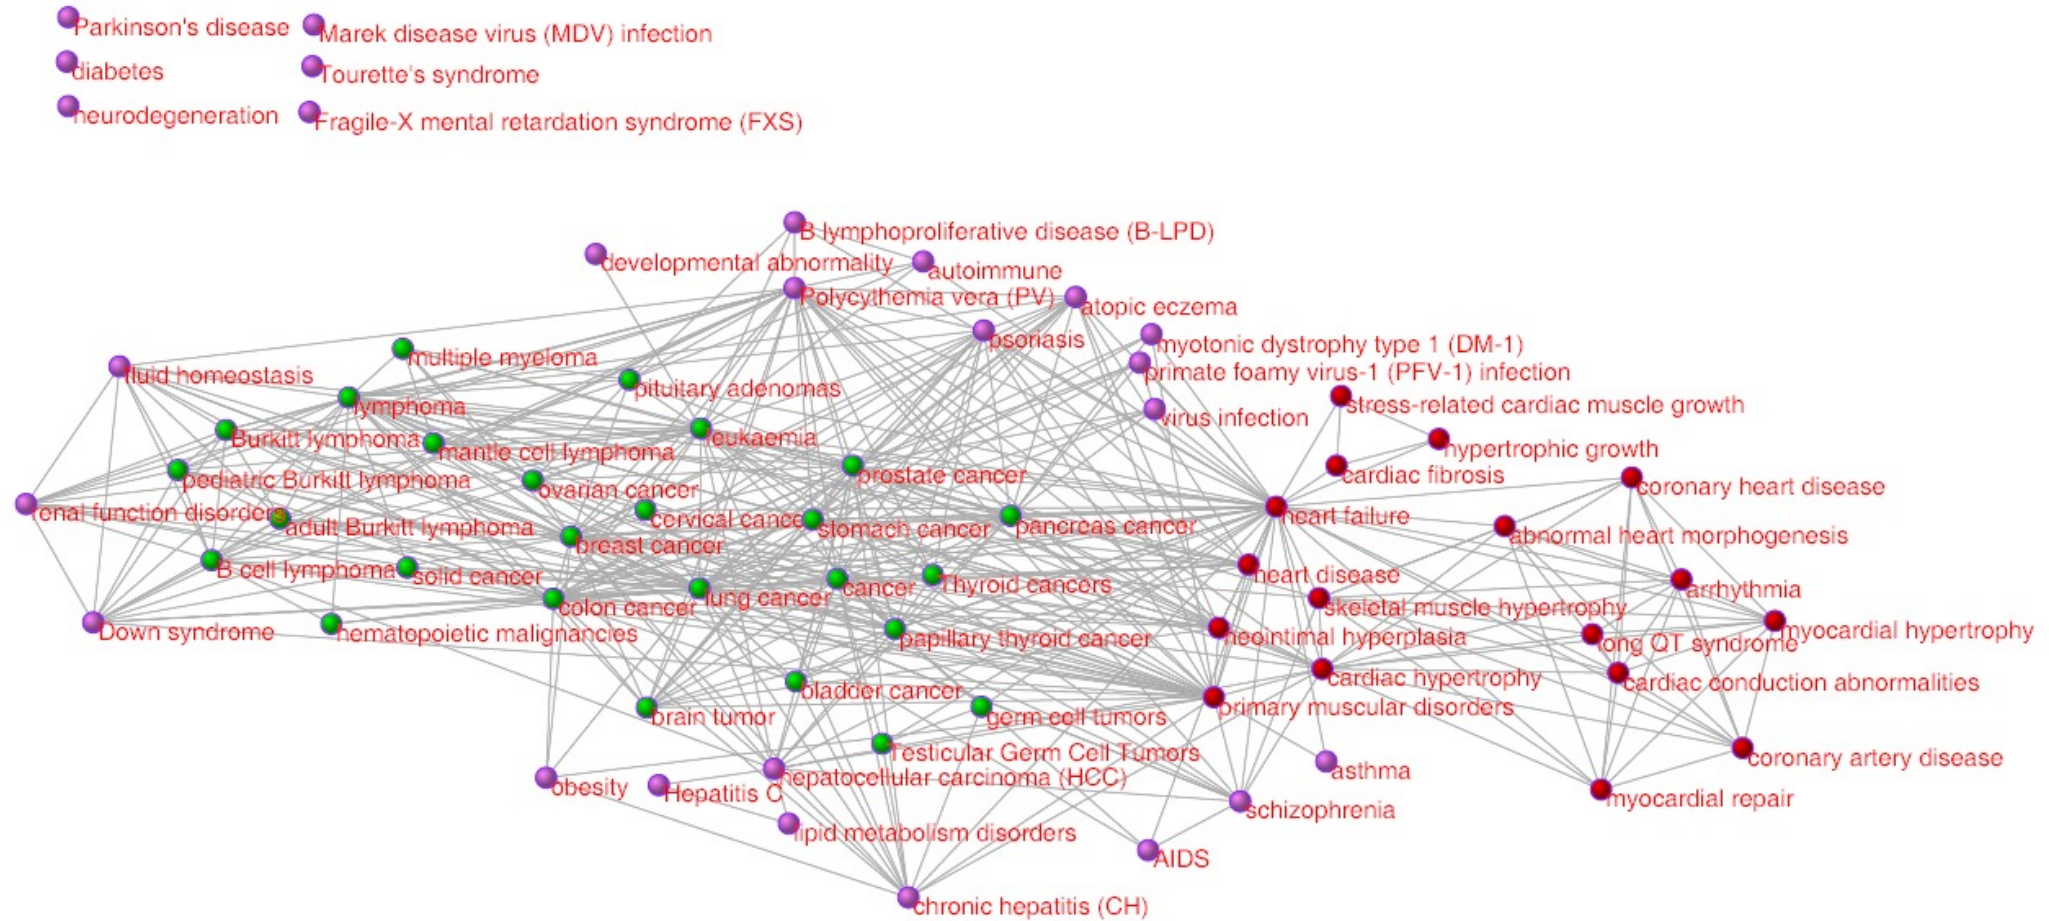 Parkinson's disease
Marek disease virus (MDV) infection
diabetes
Tourette's syndrome
neurodegeneration
Fragile-X mental retardation syndrome (FXS)
B lymphoproliferative disease (B-LPD)
developmental abnormality
autoimmune
Polycythemia vera (PV)
atopic eczema
psoriasis
myotonic dystrophy type 1 (DM-1)
multiple myeloma
primate foamy virus-1 (PFV-1) infection
fluid homeostasis
pituitary adenomas
lymphoma
stress-related cardiac muscle growth
virus infection
Burkitt lymphoma
leukaemia
mantle cell lymphoma
hypertrophic growth
pediatric Burkitt lymphoma
prostate cancer
cardiac fibrosis
ovarian cancer
coronary heart disease
renal function disorders
cervical cancer
heart failure
adult Burkitt lymphoma
stomach cancer
pancreas cancer
abnormal heart morphogenesis
breast cancer
B cell lymphoma
solid cancer
heart disease
colon cancer
lung cancer
cancer
Thyroid cancers
arrhythmia
skeletal muscle hypertrophy
Down syndrome
hematopoietic malignancies
papillary thyroid cancer
neointimal hyperplasia
long QT syndrome
myocardial hypertrophy
bladder cancer
cardiac hypertrophy
cardiac conduction abnormalities
brain tumor
germ cell tumors
primary muscular disorders
Testicular Germ Cell Tumors
coronary artery disease
hepatocellular carcinoma (HCC)
asthma
obesity
Hepatitis C
myocardial repair
schizophrenia
lipid metabolism disorders
AIDS
chronic hepatitis (CH)